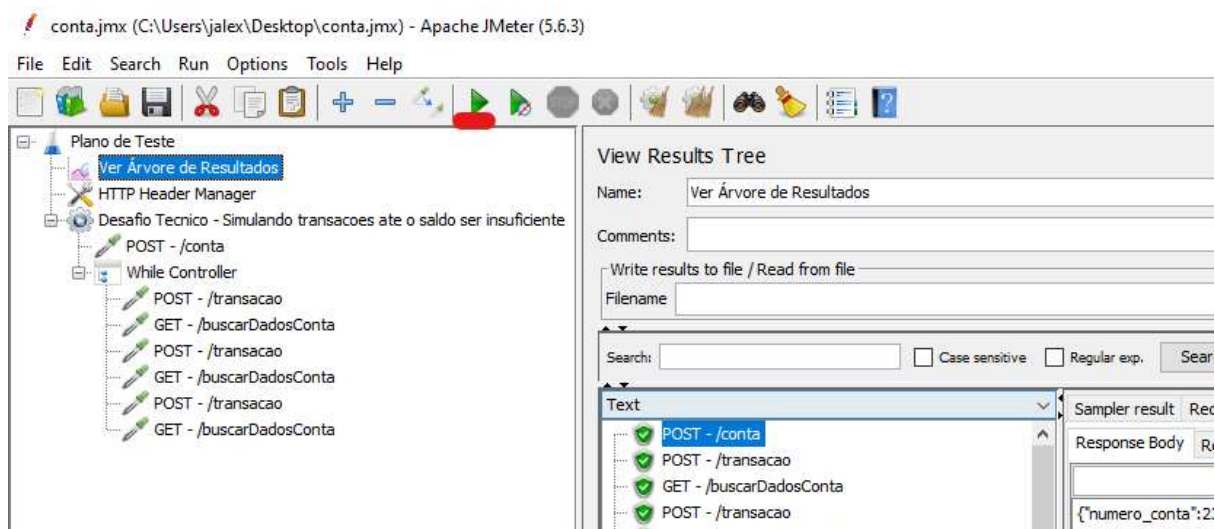 conta.jmx (C:\Users\jalex\Desktop\conta.jmx) - Apache JMeter (5.6.3)
File Edit Search Run Options Tools Help
Plano de Teste
Ver Árvore de Resultados
HTTP Header Manager
Desafio Tecnico - Simulando transacoes ate o saldo ser insuficiente
POST - /conta
While Controller
POST - /transacao
GET - /buscarDadosConta
POST - /transacao
GET - /buscarDadosConta
POST - /transacao
GET - /buscarDadosConta
View Results Tree
Name: Ver Árvore de Resultados
Comments:
Write results to file / Read from file
Filename
Search: Case sensitive Regular exp. Sear
Text
POST - /conta
POST - /transacao
GET - /buscarDadosConta
POST - /transacao
Sampler result Rec
Response Body Re
{"numero_conta":23